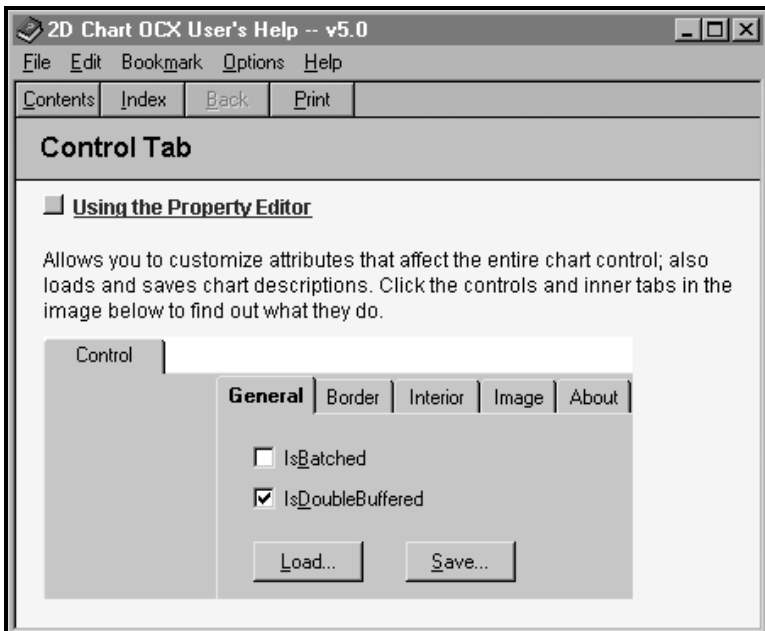 2D Chart OCX User's Help -- v5.0
File Edit Bookmark Options Help
Contents Index Back Print
Control Tab
Using the Property Editor
Allows you to customize attributes that affect the entire chart control; also
loads and saves chart descriptions. Click the controls and inner tabs in the
image below to find out what they do.
Control
General Border Interior Image About
IsBatched
IsDoubleBuffered
Load... Save...